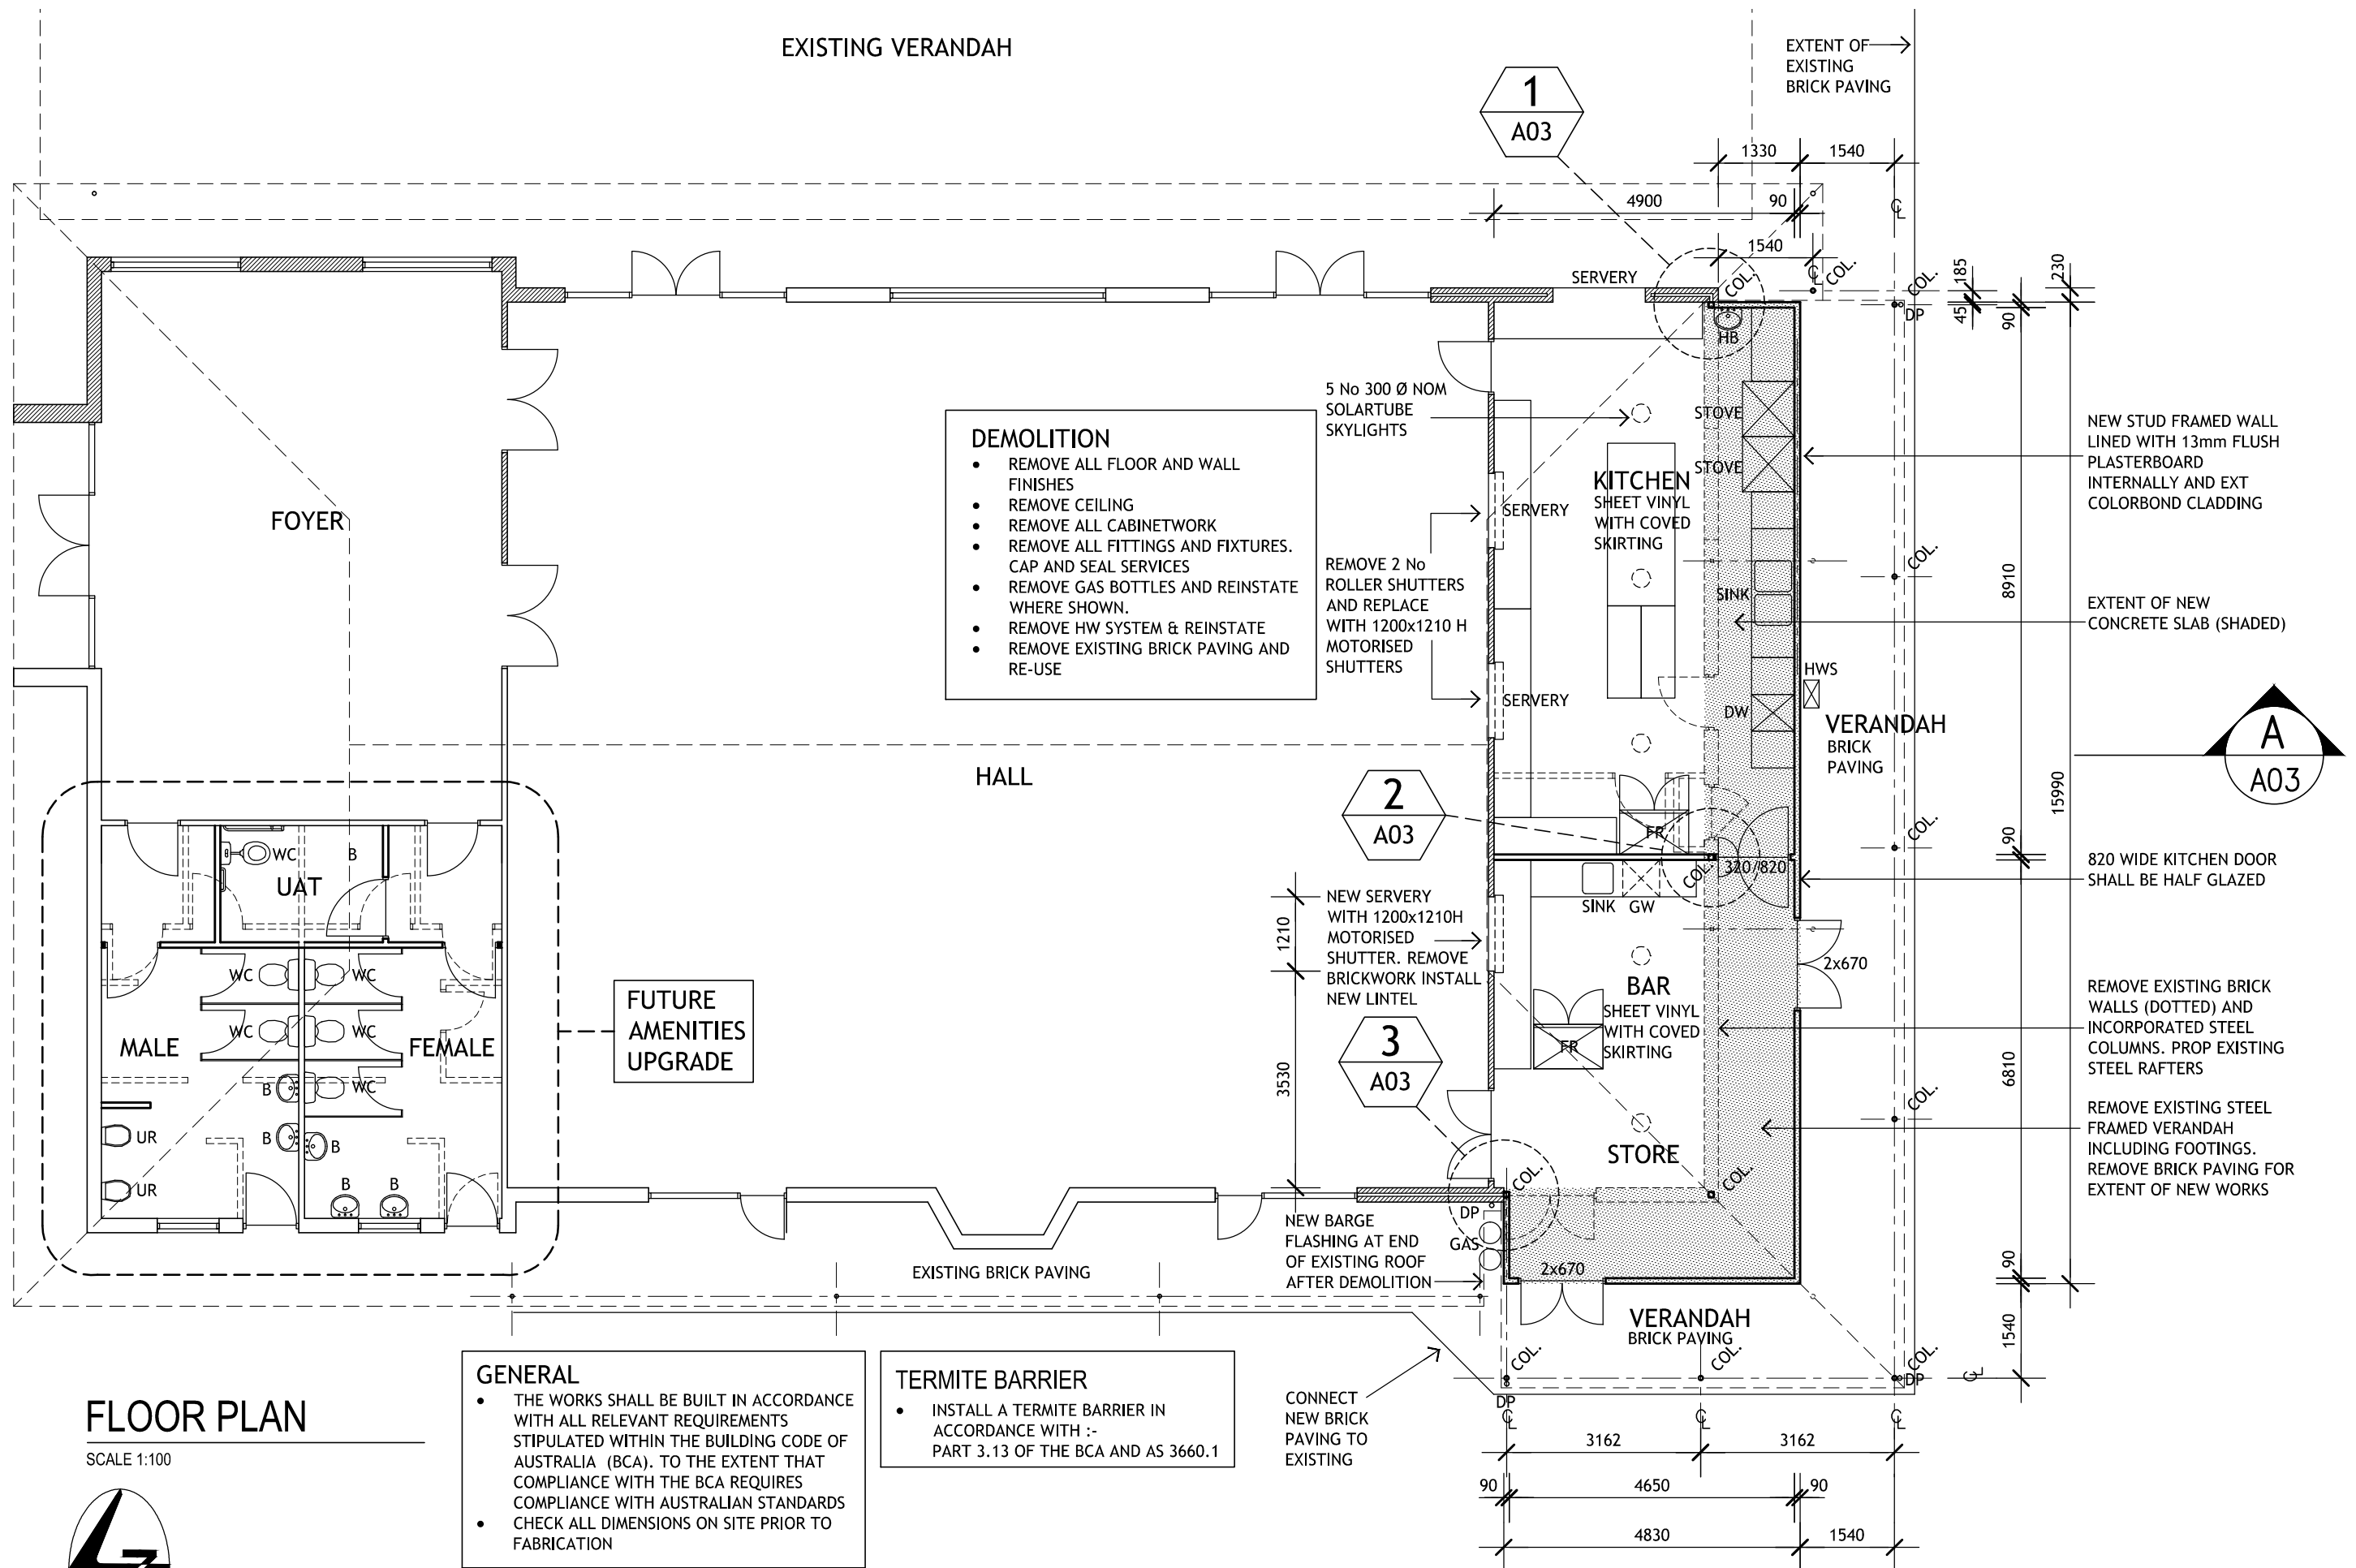 EXISTING VERANDAH
EXTENT OF
EXISTING
BRICK PAVING
1
A03
1330
1540
4900
90
1540
C
L
C
L
COL.
COL.
COL.
DP
185
45
230
90
SERVERY
HB
5 No 300 Ø NOM
SOLARTUBE
SKYLIGHTS
STOVE
STOVE
KITCHEN
SHEET VINYL
WITH COVED
SKIRTING
SERVERY
NEW STUD FRAMED WALL
LINED WITH 13mm FLUSH
PLASTERBOARD
INTERNALLY AND EXT
COLORBOND CLADDING
DEMOLITION
• REMOVE ALL FLOOR AND WALL
FINISHES
• REMOVE CEILING
• REMOVE ALL CABINETWORK
• REMOVE ALL FITTINGS AND FIXTURES.
CAP AND SEAL SERVICES
• REMOVE GAS BOTTLES AND REINSTATE
WHERE SHOWN.
• REMOVE HW SYSTEM & REINSTATE
• REMOVE EXISTING BRICK PAVING AND
RE-USE
FOYER
REMOVE 2 No
ROLLER SHUTTERS
AND REPLACE
WITH 1200x1210 H
MOTORISED
SHUTTERS
SINK
COL.
8910
EXTENT OF NEW
CONCRETE SLAB (SHADED)
SERVERY
HWS
DW
VERANDAH
BRICK
PAVING
A
A03
15990
HALL
2
A03
FR
COL.
COL.
320/820
90
820 WIDE KITCHEN DOOR
SHALL BE HALF GLAZED
WC
B
UAT
SINK
GW
NEW SERVERY
WITH 1200x1210H
MOTORISED
SHUTTER. REMOVE
BRICKWORK INSTALL
NEW LINTEL
1210
3530
2x670
BAR
SHEET VINYL
WITH COVED
SKIRTING
FR
REMOVE EXISTING BRICK
WALLS (DOTTED) AND
INCORPORATED STEEL
COLUMNS. PROP EXISTING
STEEL RAFTERS
WC
WC
WC
WC
MALE
FEMALE
WC
B
B
B
UR
UR
B
B
FUTURE
AMENITIES
UPGRADE
3
A03
COL.
6810
REMOVE EXISTING STEEL
FRAMED VERANDAH
INCLUDING FOOTINGS.
REMOVE BRICK PAVING FOR
EXTENT OF NEW WORKS
STORE
COL.
COL.
DP
GAS
NEW BARGE
FLASHING AT END
OF EXISTING ROOF
AFTER DEMOLITION
EXISTING BRICK PAVING
2x670
90
VERANDAH
BRICK PAVING
1540
COL.
COL.
COL.
DP
DP
C
L
C
L
C
L
C
L
CONNECT
NEW BRICK
PAVING TO
EXISTING
3162
3162
90
4650
90
4830
1540
FLOOR PLAN
SCALE 1:100
GENERAL
• THE WORKS SHALL BE BUILT IN ACCORDANCE
WITH ALL RELEVANT REQUIREMENTS
STIPULATED WITHIN THE BUILDING CODE OF
AUSTRALIA (BCA). TO THE EXTENT THAT
COMPLIANCE WITH THE BCA REQUIRES
COMPLIANCE WITH AUSTRALIAN STANDARDS
• CHECK ALL DIMENSIONS ON SITE PRIOR TO
FABRICATION
TERMITE BARRIER
• INSTALL A TERMITE BARRIER IN
ACCORDANCE WITH :-
PART 3.13 OF THE BCA AND AS 3660.1